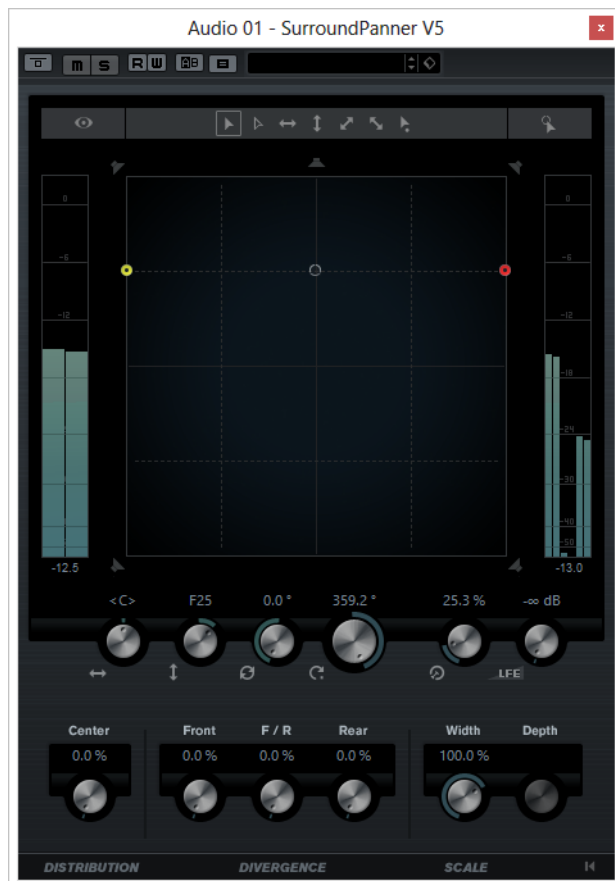 Audio 01 - SurroundPanner V5
x
m s R W AB
0 0
-6 -6
-12 -12
-18
-24
-30
-40
-50
-12.5 -13.0
<C> F25 0.0 ° 359.2 ° 25.3 % -∞ dB
LFE
Center Front F / R Rear Width Depth
0.0 % 0.0 % 0.0 % 0.0 % 100.0 %
DISTRIBUTION DIVERGENCE SCALE